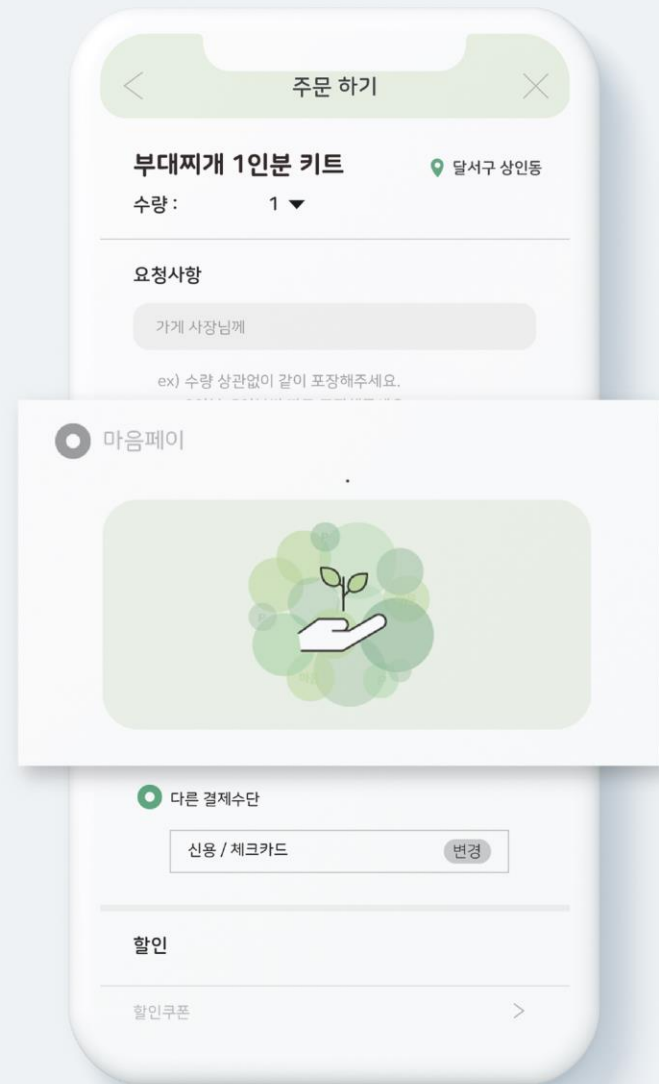 주문 하기
부대찌개 1인분 키트
달서구 상인동
수량 : 1
요청사항
가게 사장님께
ex) 수량 상관없이 같이 포장해주세요.
마음페이
다른 결제수단
신용 / 체크카드
변경
할인
할인쿠폰